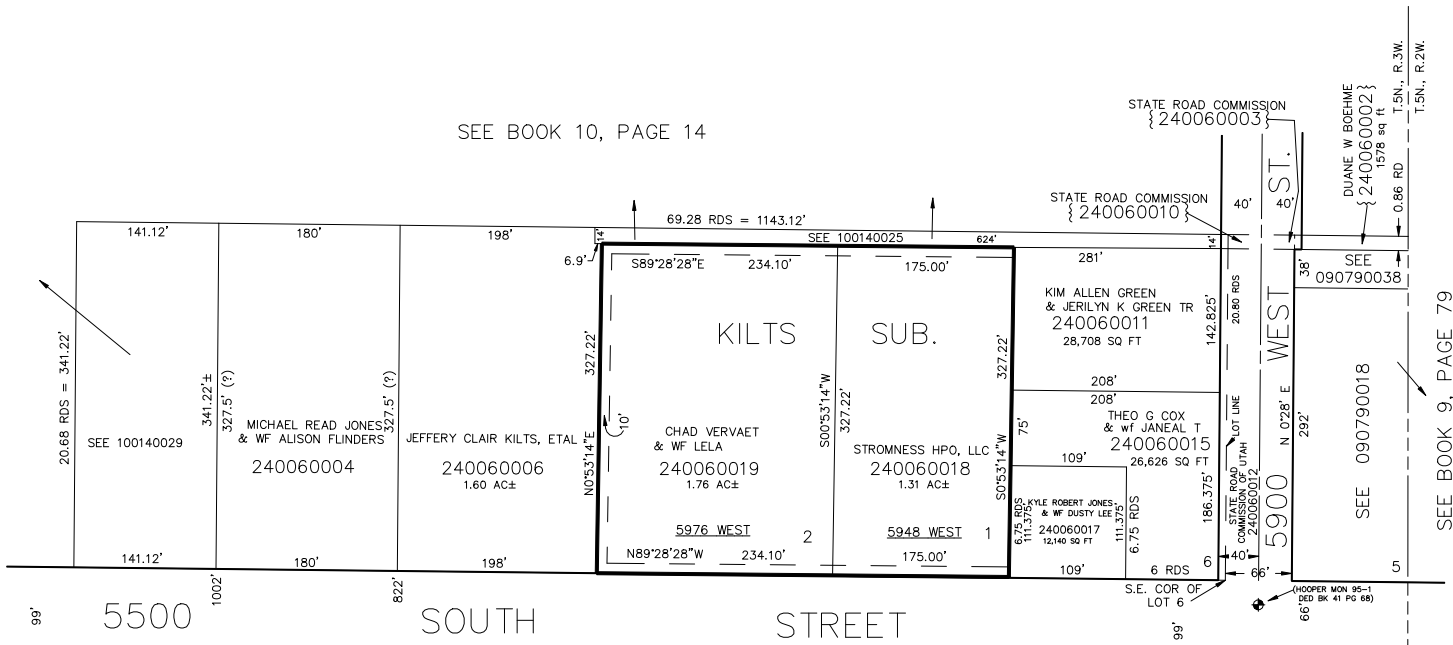 SEE BOOK 10, PAGE 14
STATE ROAD COMMISSION
240060003
DUANE W BOEHME
240060002
1578 sq ft
0.86 RD
T.5N., R.3W.
T.5N., R.2W.
STATE ROAD COMMISSION
240060010
40'
40'
69.28 RDS = 1143.12'
141.12'
180'
198'
14'
SEE 100140025
624'
14'
6.9'
S89°28'28"E
234.10'
175.00'
281'
38'
SEE
090790038
KIM ALLEN GREEN
& JERILYN K GREEN TR
240060011
28,708 SQ FT
142.825'
20.80 RDS
KILTS SUB.
5900 WEST ST.
N 0°28' E
292'
SEE BOOK 9, PAGE 79
SEE 090790018
20.68 RDS = 341.22'
341.22'±
327.5' (?)
327.5' (?)
327.22'
327.22'
327.22'
SEE 100140029
MICHAEL READ JONES
& WF ALISON FLINDERS
240060004
JEFFERY CLAIR KILTS, ETAL
240060006
1.60 AC±
N0°53'14"E
10'
CHAD VERVAET
& WF LELA
240060019
1.76 AC±
S00°53'14"W
STROMNESS HPO, LLC
240060018
1.31 AC±
S0°53'14"W
208'
208'
75'
THEO G COX
& wf JANEAL T
240060015
26,626 SQ FT
LOT LINE
109'
6.75 RDS
111.375'
KYLE ROBERT JONES
& WF DUSTY LEE
240060017
12,140 SQ FT
111.375'
6.75 RDS
186.375'
STATE ROAD
COMMISSION OF UTAH
240060012
5976 WEST
2
5948 WEST
1
N89°28'28"W
234.10'
175.00'
141.12'
180'
198'
109'
6 RDS
6
40'
66'
5
S.E. COR OF
LOT 6
(HOOPER MON 95-1
DED BK 41 PG 68)
66'
99'
1002'
822'
99'
5500 SOUTH STREET